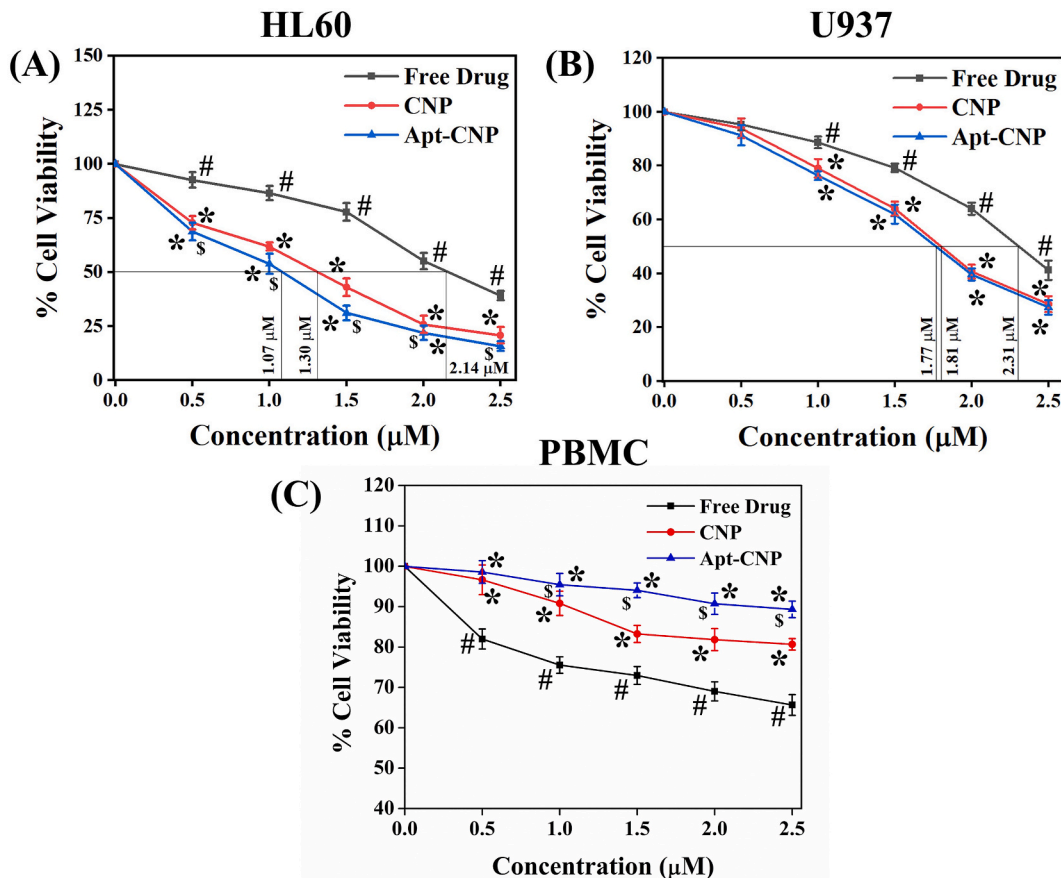 HL60
(A)
150
125
100
75
50
25
0
% Cell Viability
Free Drug
CNP
Apt-CNP
#
#
#
#
#
*
*
*
*
*
*
*
*
*
*
$
$
$
$
$
1.07 μM
1.30 μM
2.14 μM
0.0 0.5 1.0 1.5 2.0 2.5
Concentration (μM)
U937
(B)
120
100
80
60
40
20
0
% Cell Viability
Free Drug
CNP
Apt-CNP
#
#
#
#
*
*
*
*
*
*
*
*
1.77 μM
1.81 μM
2.31 μM
0.0 0.5 1.0 1.5 2.0 2.5
Concentration (μM)
PBMC
(C)
120
110
100
90
80
70
60
50
40
% Cell Viability
Free Drug
CNP
Apt-CNP
*
*
*
*
*
$
$
$
$
*
*
*
*
*
#
#
#
#
#
0.0 0.5 1.0 1.5 2.0 2.5
Concentration (μM)